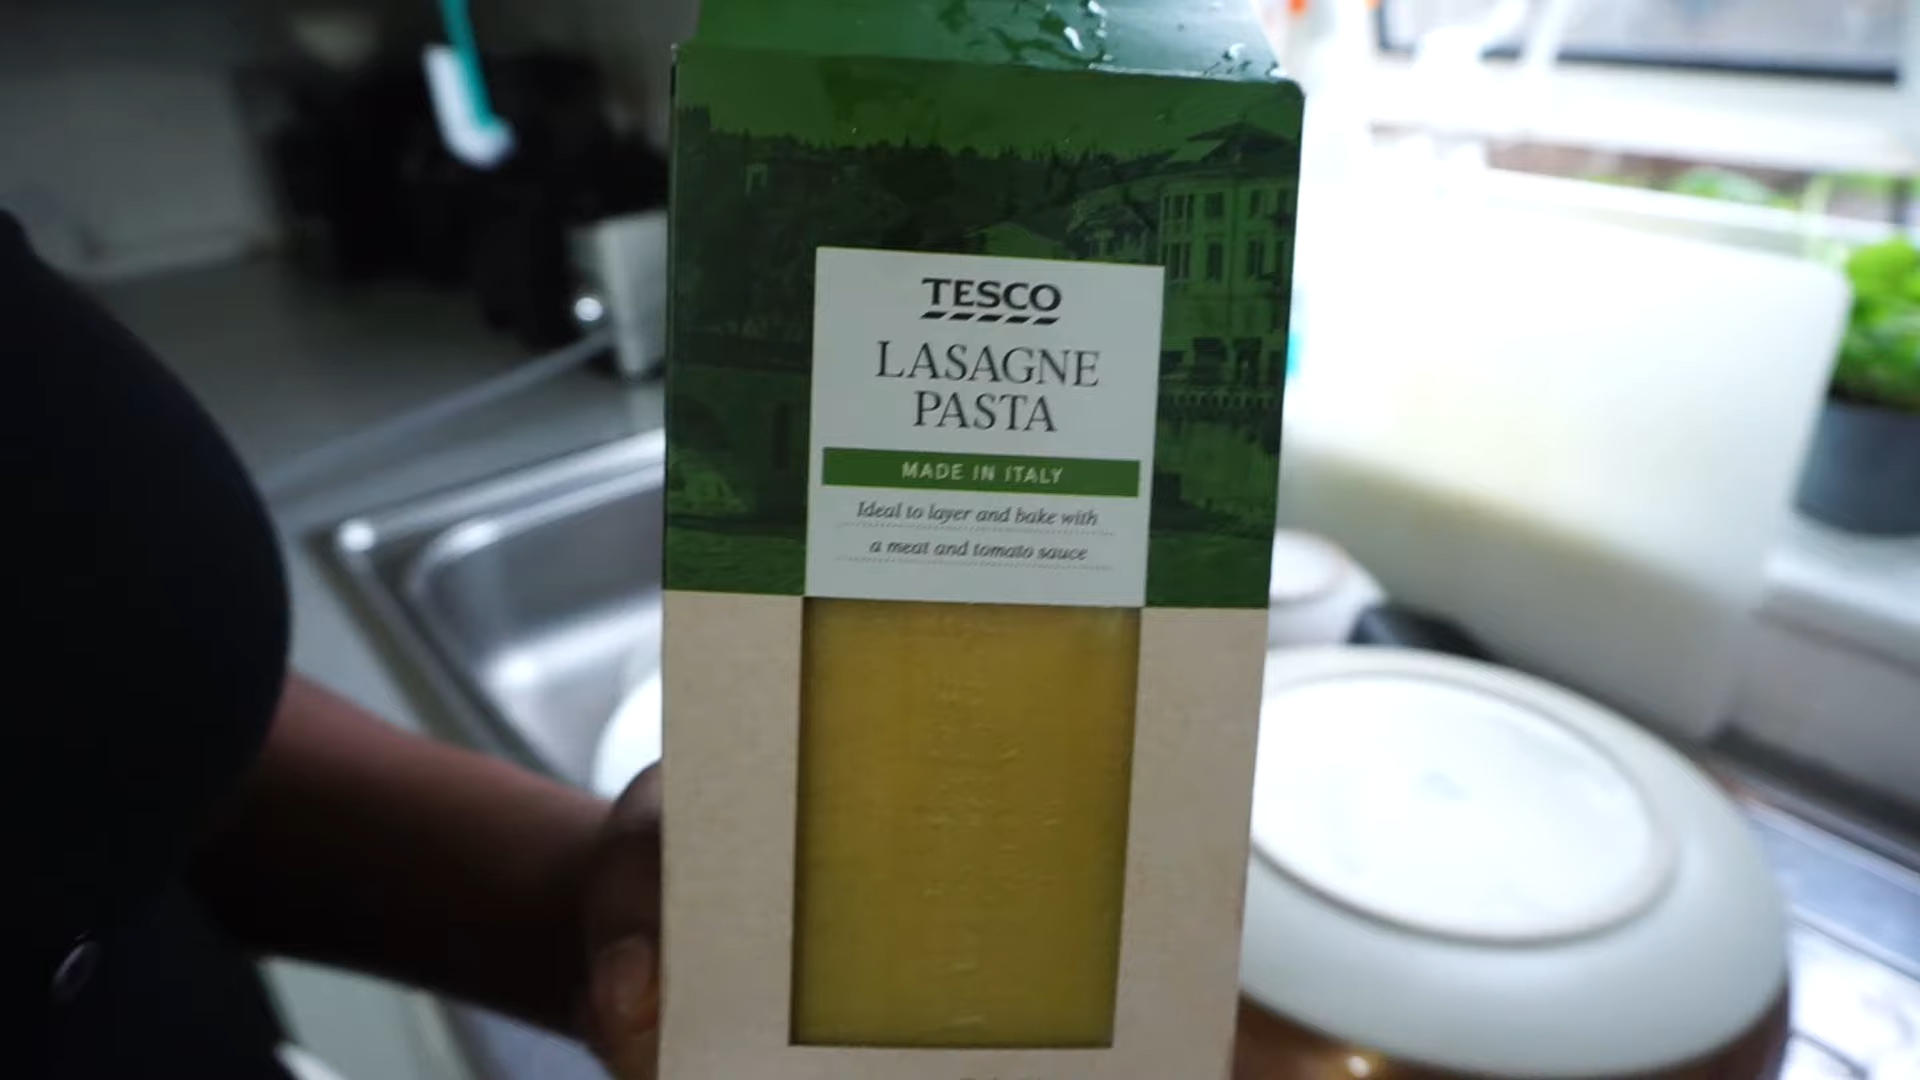 TESCO
LASAGNE
PASTA
MADE IN ITALY
Ideal to layer and bake with
a meat and tomato sauce